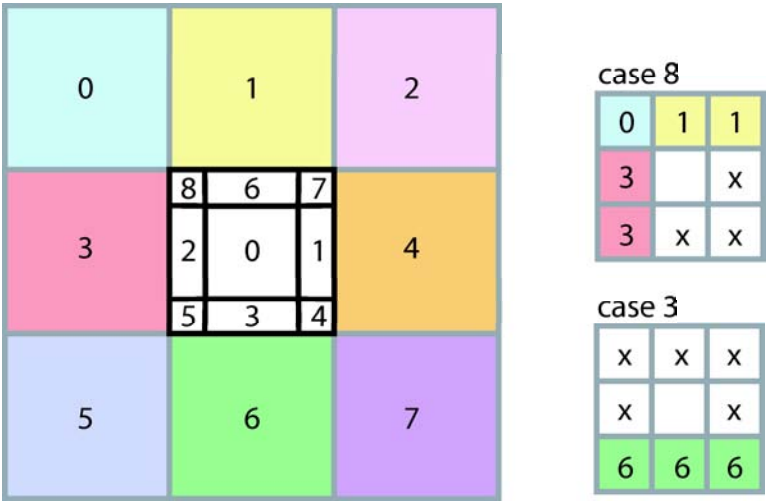 0 1 2
8 6 7
3 2 0 1 4
5 3 4
5 6 7
case 8
0 1 1
3 x
3 x x
case 3
x x x
x x
6 6 6